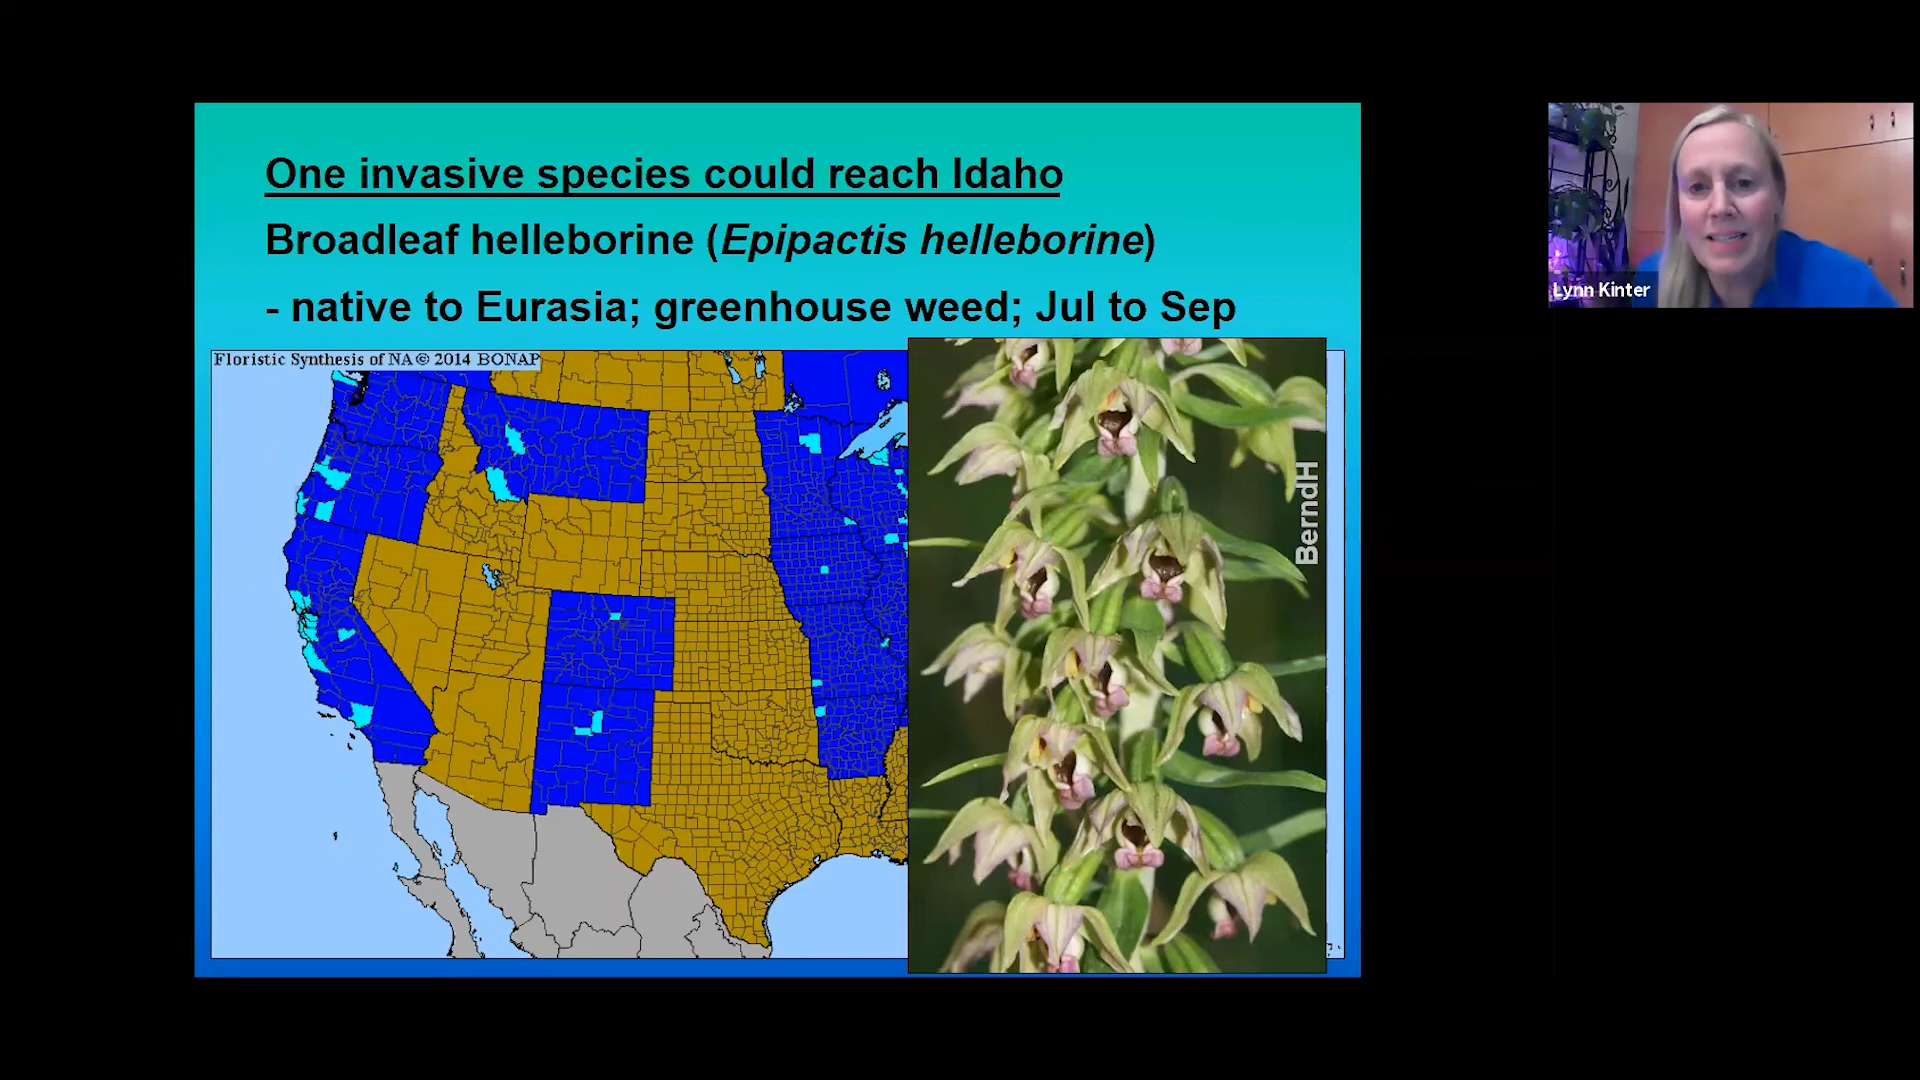 One invasive species could reach Idaho
Broadleaf helleborine (Epipactis helleborine)
- native to Eurasia; greenhouse weed; Jul to Sep
Floristic Synthesis of NA © 2014 BONAP
BerndH
Lynn Kinter